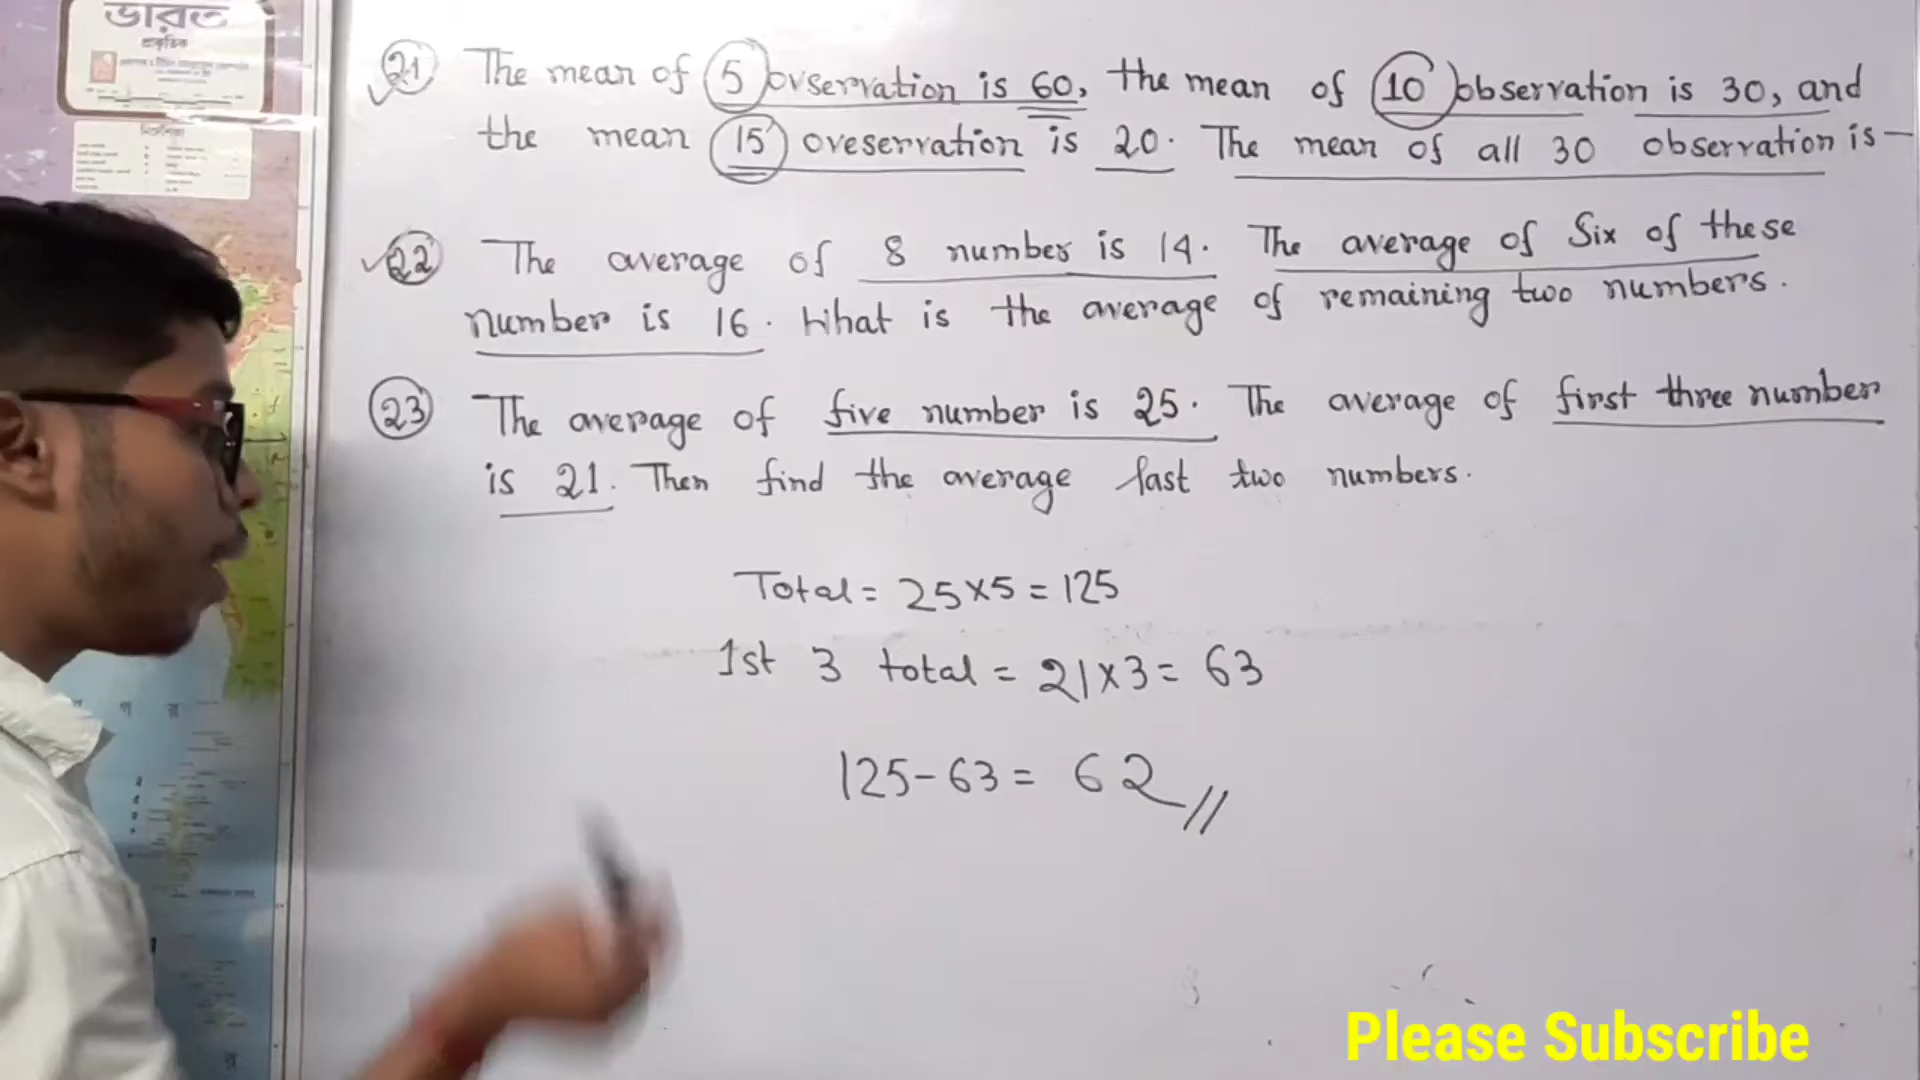 ভারত
প্রাকৃতিক
21 The mean of 5 ovservation is 60, the mean of 10 observation is 30, and
the mean 15 oveservation is 20. The mean of all 30 observation is —
22 The average of 8 number is 14. The average of Six of these
number is 16. What is the average of remaining two numbers.
23 The average of five number is 25. The average of first three number
is 21. Then find the average last two numbers.
Total = 25×5 = 125
1st 3 total = 21×3 = 63
125-63 = 62 //
Please Subscribe